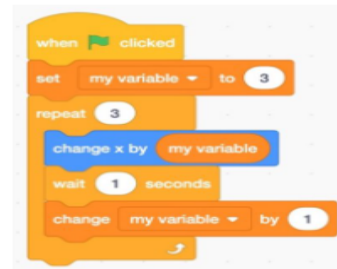 when clicked
set my variable to 3
repeat 3
change x by my variable
wait 1 seconds
change my variable by 1